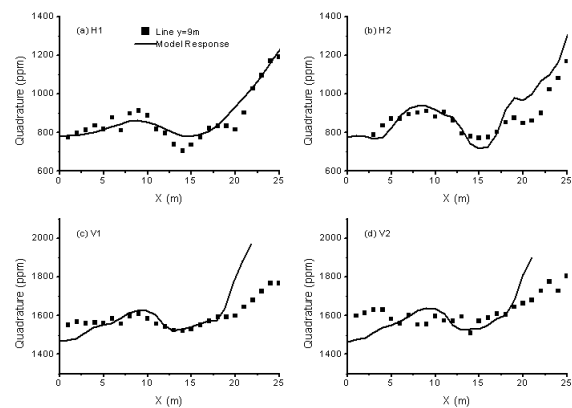 (a) H1
Line y=9m
Model Response
Quadrature (ppm)
1400
1200
1000
800
600
0 5 10 15 20 25
X (m)
(b) H2
Quadrature (ppm)
1400
1200
1000
800
600
0 5 10 15 20 25
X (m)
(c) V1
Quadrature (ppm)
2000
1800
1600
1400
0 5 10 15 20 25
X (m)
(d) V2
Quadrature (ppm)
2000
1800
1600
1400
0 5 10 15 20 25
X (m)